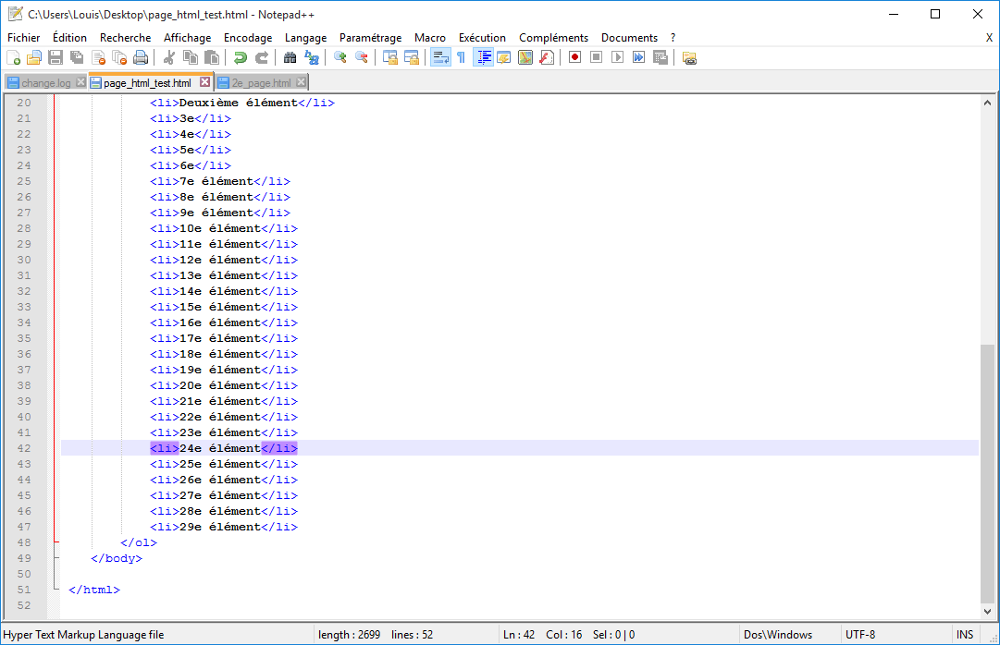 C:\Users\Louis\Desktop\page_html_test.html - Notepad++
Fichier Édition Recherche Affichage Encodage Langage Paramétrage Macro Exécution Compléments Documents ? X
change.log page_html_test.html 2e_page.html
20 <li>Deuxième élément</li>
21 <li>3e</li>
22 <li>4e</li>
23 <li>5e</li>
24 <li>6e</li>
25 <li>7e élément</li>
26 <li>8e élément</li>
27 <li>9e élément</li>
28 <li>10e élément</li>
29 <li>11e élément</li>
30 <li>12e élément</li>
31 <li>13e élément</li>
32 <li>14e élément</li>
33 <li>15e élément</li>
34 <li>16e élément</li>
35 <li>17e élément</li>
36 <li>18e élément</li>
37 <li>19e élément</li>
38 <li>20e élément</li>
39 <li>21e élément</li>
40 <li>22e élément</li>
41 <li>23e élément</li>
42 <li>24e élément</li>
43 <li>25e élément</li>
44 <li>26e élément</li>
45 <li>27e élément</li>
46 <li>28e élément</li>
47 <li>29e élément</li>
48 </ol>
49 </body>
50
51 </html>
52
Hyper Text Markup Language file length : 2699 lines : 52 Ln : 42 Col : 16 Sel : 0 | 0 Dos\Windows UTF-8 INS